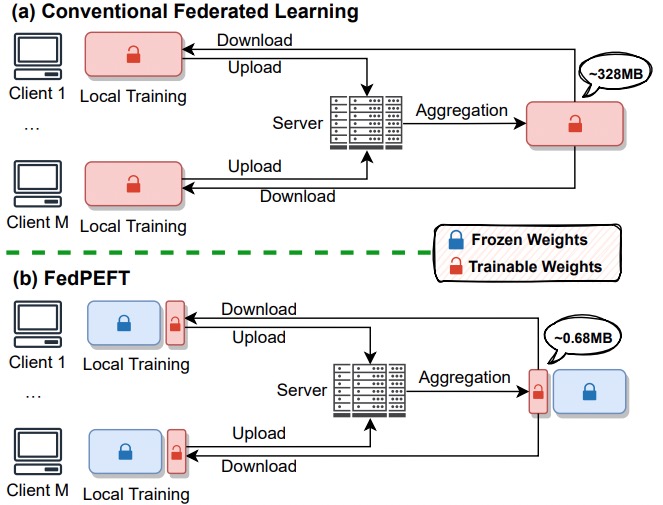 (a) Conventional Federated Learning
Client 1
Local Training
Download
Upload
...
Server
Aggregation
~328MB
Client M
Local Training
Upload
Download
Frozen Weights
Trainable Weights
(b) FedPEFT
Client 1
Local Training
Download
Upload
...
Server
Aggregation
~0.68MB
Client M
Local Training
Upload
Download